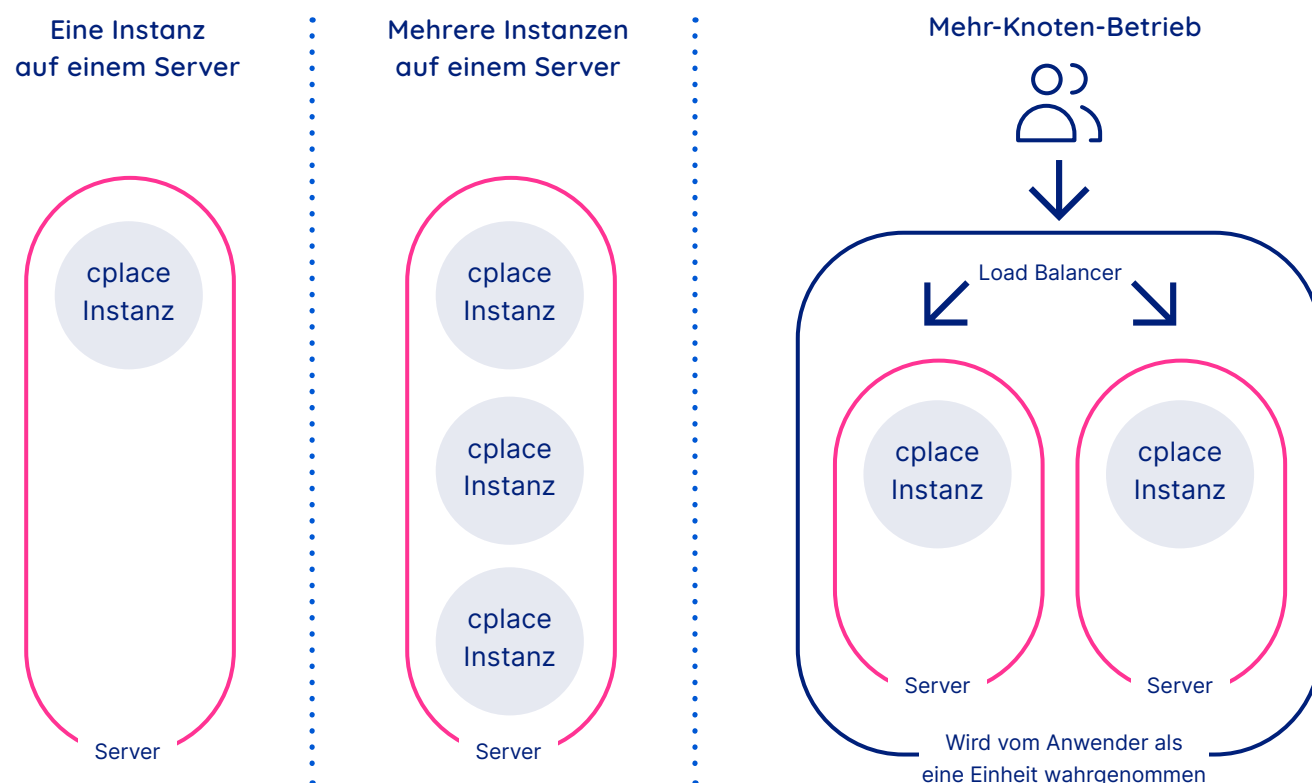 Eine Instanz
auf einem Server
cplace
Instanz
Server
Mehrere Instanzen
auf einem Server
cplace
Instanz
cplace
Instanz
cplace
Instanz
Server
Mehr-Knoten-Betrieb
Load Balancer
cplace
Instanz
Server
cplace
Instanz
Server
Wird vom Anwender als
eine Einheit wahrgenommen